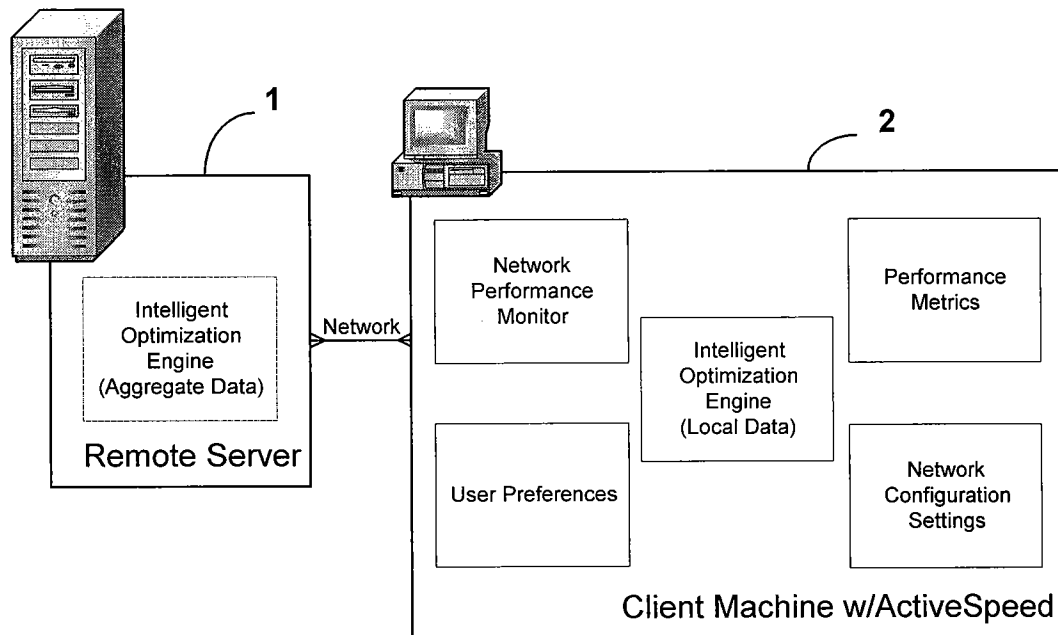 1
2
Intelligent
Optimization
Engine
(Aggregate Data)
Remote Server
Network
Network
Performance
Monitor
Performance
Metrics
Intelligent
Optimization
Engine
(Local Data)
User Preferences
Network
Configuration
Settings
Client Machine w/ActiveSpeed